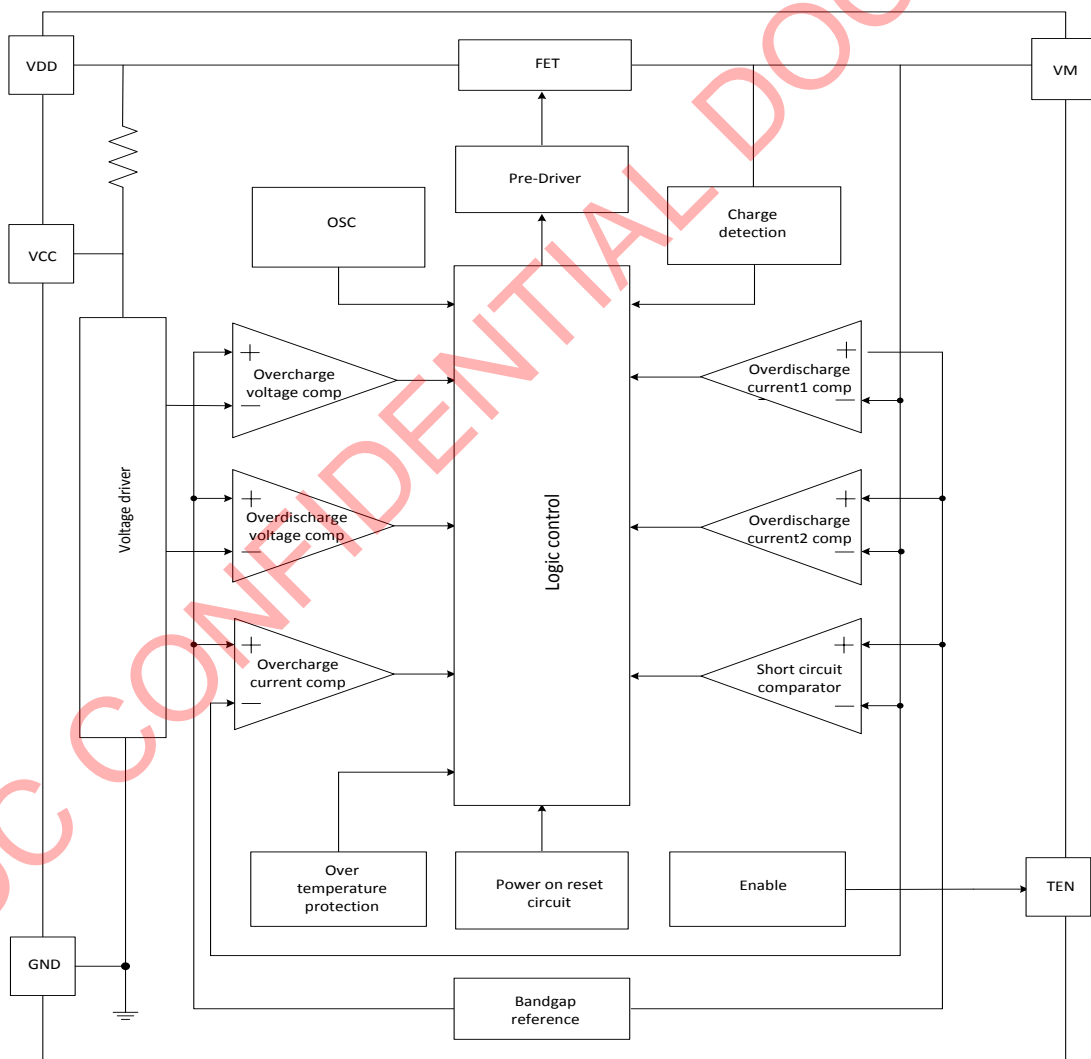 VDD
FET
VM
Pre-Driver
OSC
Charge
detection
VCC
+
Overcharge
voltage comp
−
+
Overdischarge
current1 comp
−
Voltage driver
+
Overdischarge
voltage comp
−
Logic control
+
Overdischarge
current2 comp
−
+
Overcharge
current comp
−
+
Short circuit
comparator
−
Over
temperature
protection
Power on reset
circuit
Enable
TEN
GND
Bandgap
reference
CONFIDENTIAL